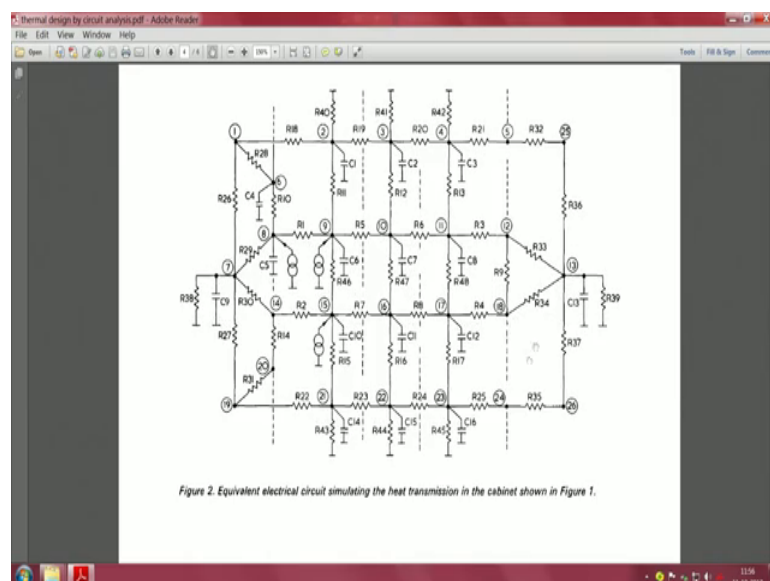 thermal design by circuit analysis.pdf - Adobe Reader
File Edit View Window Help
Open 4 / 6 150% Tools Fill & Sign Comment
R40 R41 R42
1 R18 2 R19 3 R20 4 R21 5 R32 25
R28 C1 C2 C3
6
R26 C4 R10 R11 R12 R13 R36
8 R1 9 R5 10 R6 11 R3 12
R29 R33
7 C5 C6 C7 C8 R9 13
R38 C9 R30 R46 R47 R48 R34 C13 R39
14 R2 15 R7 16 R8 17 R4 18
R27 R14 C10 C11 C12 R37
20 R15 R16 R17
R31
19 R22 21 R23 22 R24 23 R25 24 R35 26
R43 C14 R44 C15 R45 C16
Figure 2. Equivalent electrical circuit simulating the heat transmission in the cabinet shown in Figure 1.
11:56